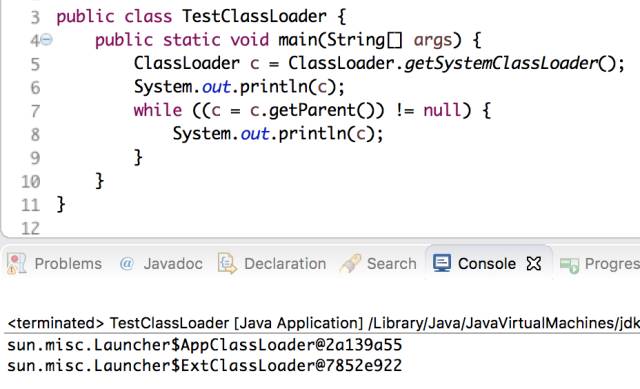 3 public class TestClassLoader {
4 public static void main(String[] args) {
5 ClassLoader c = ClassLoader.getSystemClassLoader();
6 System.out.println(c);
7 while ((c = c.getParent()) != null) {
8 System.out.println(c);
9 }
10 }
11 }
12
Problems @ Javadoc Declaration Search Console Progres
<terminated> TestClassLoader [Java Application] /Library/Java/JavaVirtualMachines/jdk
sun.misc.Launcher$AppClassLoader@2a139a55
sun.misc.Launcher$ExtClassLoader@7852e922